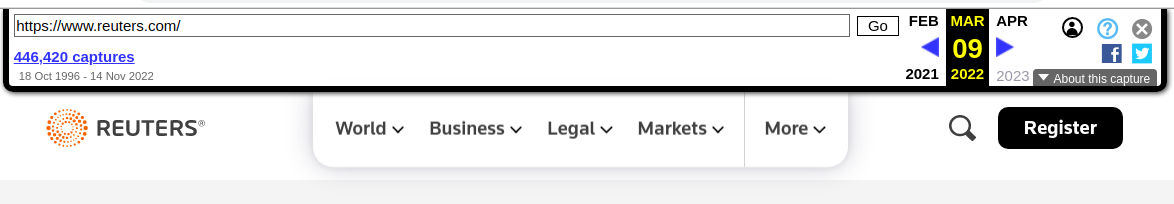 https://www.reuters.com/ Go FEB MAR APR
446,420 captures 09
18 Oct 1996 - 14 Nov 2022 2021 2022 2023 About this capture
REUTERS® World Business Legal Markets More Register